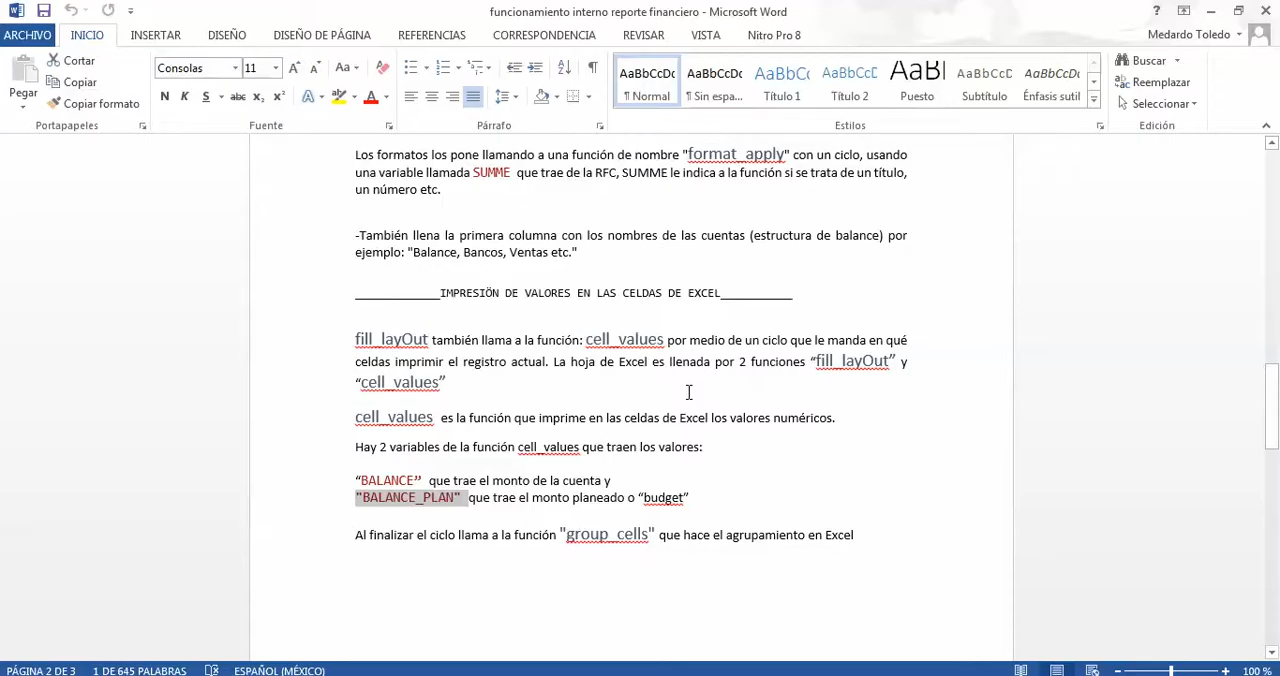 funcionamiento interno reporte financiero - Microsoft Word
ARCHIVO INICIO INSERTAR DISEÑO DISEÑO DE PÁGINA REFERENCIAS CORRESPONDENCIA REVISAR VISTA Nitro Pro 8 Medardo Toledo
Pegar
Cortar
Copiar
Copiar formato
Portapapeles
Consolas 11
N K S abc x₂ x²
Fuente
Párrafo
AaBbCcDc AaBbCcDc AaBbCc AaBbCcD AaBl AaBbCcD AaBbCcDc
¶ Normal ¶ Sin espa... Título 1 Título 2 Puesto Subtítulo Énfasis sutil
Estilos
Buscar
Reemplazar
Seleccionar
Edición
Los formatos los pone llamando a una función de nombre "format_apply" con un ciclo, usando
una variable llamada SUMME que trae de la RFC, SUMME le indica a la función si se trata de un título,
un número etc.
-También llena la primera columna con los nombres de las cuentas (estructura de balance) por
ejemplo: "Balance, Bancos, Ventas etc."
____________IMPRESIÖN DE VALORES EN LAS CELDAS DE EXCEL__________
fill_layOut también llama a la función: cell_values por medio de un ciclo que le manda en qué
celdas imprimir el registro actual. La hoja de Excel es llenada por 2 funciones “fill_layOut” y
“cell_values”
cell_values es la función que imprime en las celdas de Excel los valores numéricos.
Hay 2 variables de la función cell_values que traen los valores:
“BALANCE” que trae el monto de la cuenta y
"BALANCE_PLAN" que trae el monto planeado o “budget”
Al finalizar el ciclo llama a la función "group_cells" que hace el agrupamiento en Excel
PÁGINA 2 DE 3 1 DE 645 PALABRAS ESPAÑOL (MÉXICO) 100 %